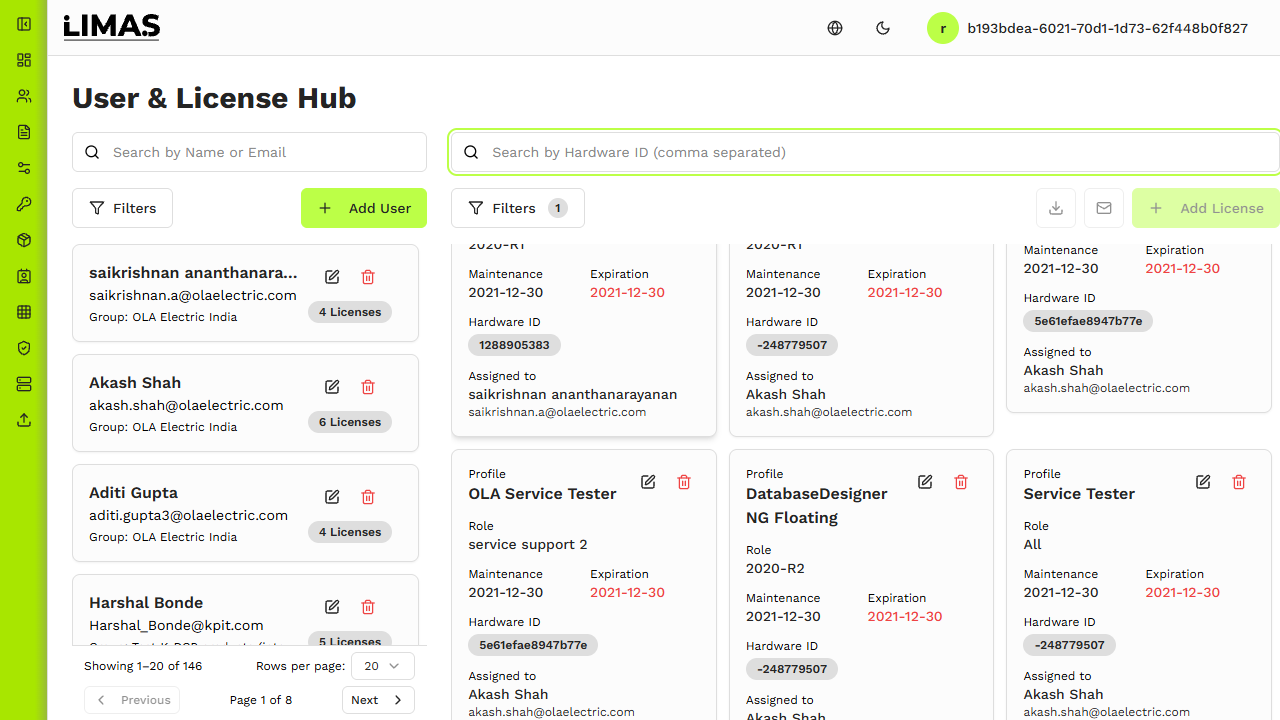 LIMAS
r
b193bdea-6021-70d1-1d73-62f448b0f827
User & License Hub
Search by Name or Email
Filters
Add User
saikrishnan ananthanara...
saikrishnan.a@olaelectric.com
Group: OLA Electric India
4 Licenses
Akash Shah
akash.shah@olaelectric.com
Group: OLA Electric India
6 Licenses
Aditi Gupta
aditi.gupta3@olaelectric.com
Group: OLA Electric India
4 Licenses
Harshal Bonde
Harshal_Bonde@kpit.com
5 Licenses
Showing 1–20 of 146
Rows per page:
20
Previous
Page 1 of 8
Next
Search by Hardware ID (comma separated)
Filters
1
Add License
2020-R1
Maintenance
Expiration
2021-12-30
2021-12-30
Hardware ID
1288905383
Assigned to
saikrishnan ananthanarayanan
saikrishnan.a@olaelectric.com
2020-R1
Maintenance
Expiration
2021-12-30
2021-12-30
Hardware ID
-248779507
Assigned to
Akash Shah
akash.shah@olaelectric.com
Maintenance
Expiration
2021-12-30
2021-12-30
Hardware ID
5e61efae8947b77e
Assigned to
Akash Shah
akash.shah@olaelectric.com
Profile
OLA Service Tester
Role
service support 2
Maintenance
Expiration
2021-12-30
2021-12-30
Hardware ID
5e61efae8947b77e
Assigned to
Akash Shah
akash.shah@olaelectric.com
Profile
DatabaseDesigner
NG Floating
Role
2020-R2
Maintenance
Expiration
2021-12-30
2021-12-30
Hardware ID
-248779507
Assigned to
Akash Shah
Profile
Service Tester
Role
All
Maintenance
Expiration
2021-12-30
2021-12-30
Hardware ID
-248779507
Assigned to
Akash Shah
akash.shah@olaelectric.com